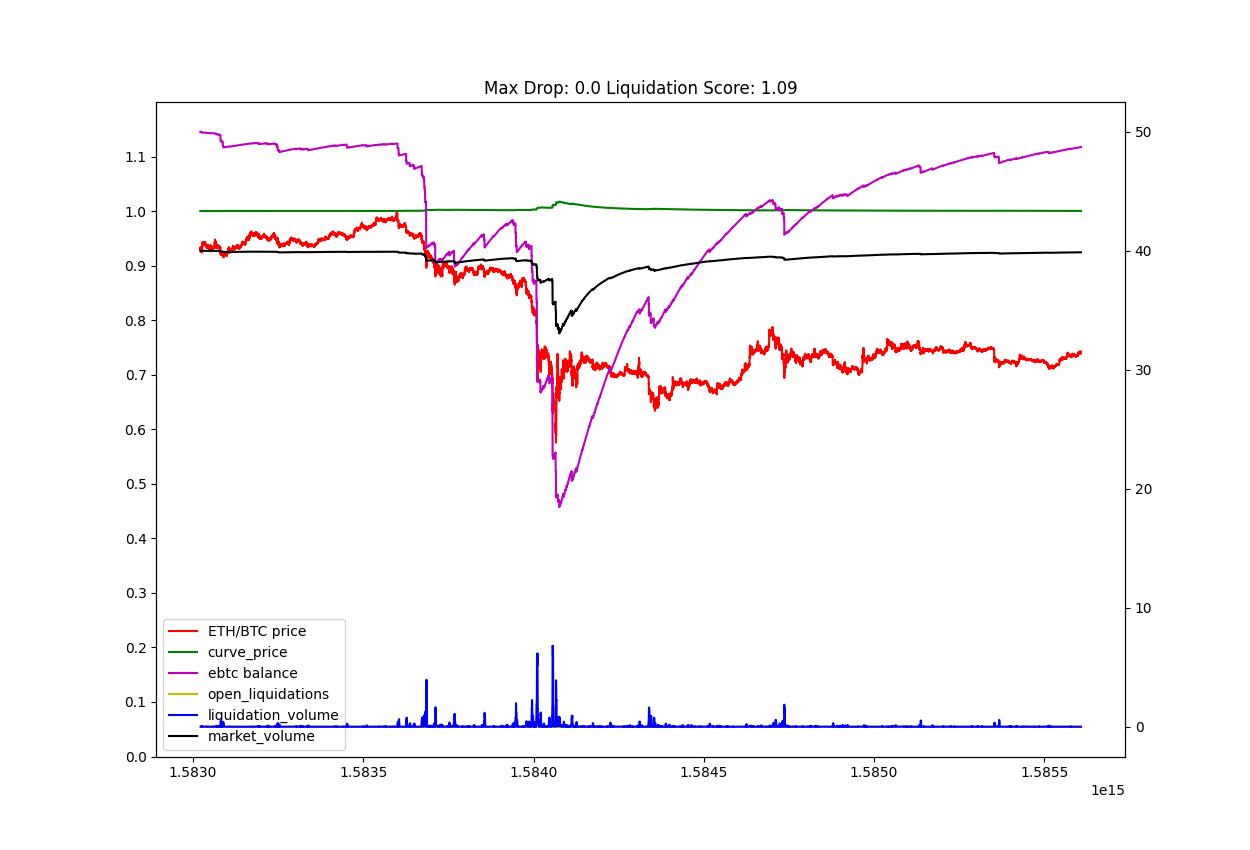 Max Drop: 0.0 Liquidation Score: 1.09
1.1
1.0
0.9
0.8
0.7
0.6
0.5
0.4
0.3
0.2
0.1
0.0
50
40
30
20
10
0
ETH/BTC price
curve_price
ebtc balance
open_liquidations
liquidation_volume
market_volume
1.5830 1.5835 1.5840 1.5845 1.5850 1.5855
1e15